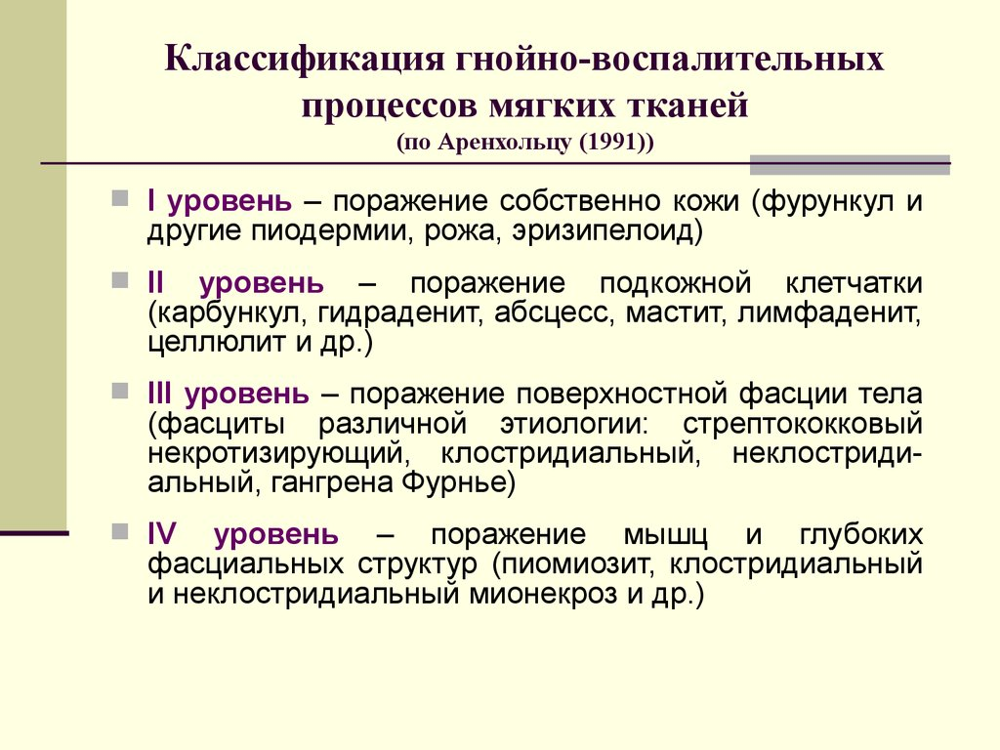 Классификация гнойно-воспалительных
процессов мягких тканей
(по Аренхольцу (1991))
I уровень – поражение собственно кожи (фурункул и
другие пиодермии, рожа, эризипелоид)
II уровень – поражение подкожной клетчатки
(карбункул, гидраденит, абсцесс, мастит, лимфаденит,
целлюлит и др.)
III уровень – поражение поверхностной фасции тела
(фасциты различной этиологии: стрептококковый
некротизирующий, клостридиальный, неклостриди-
альный, гангрена Фурнье)
IV уровень – поражение мышц и глубоких
фасциальных структур (пиомиозит, клостридиальный
и неклостридиальный мионекроз и др.)